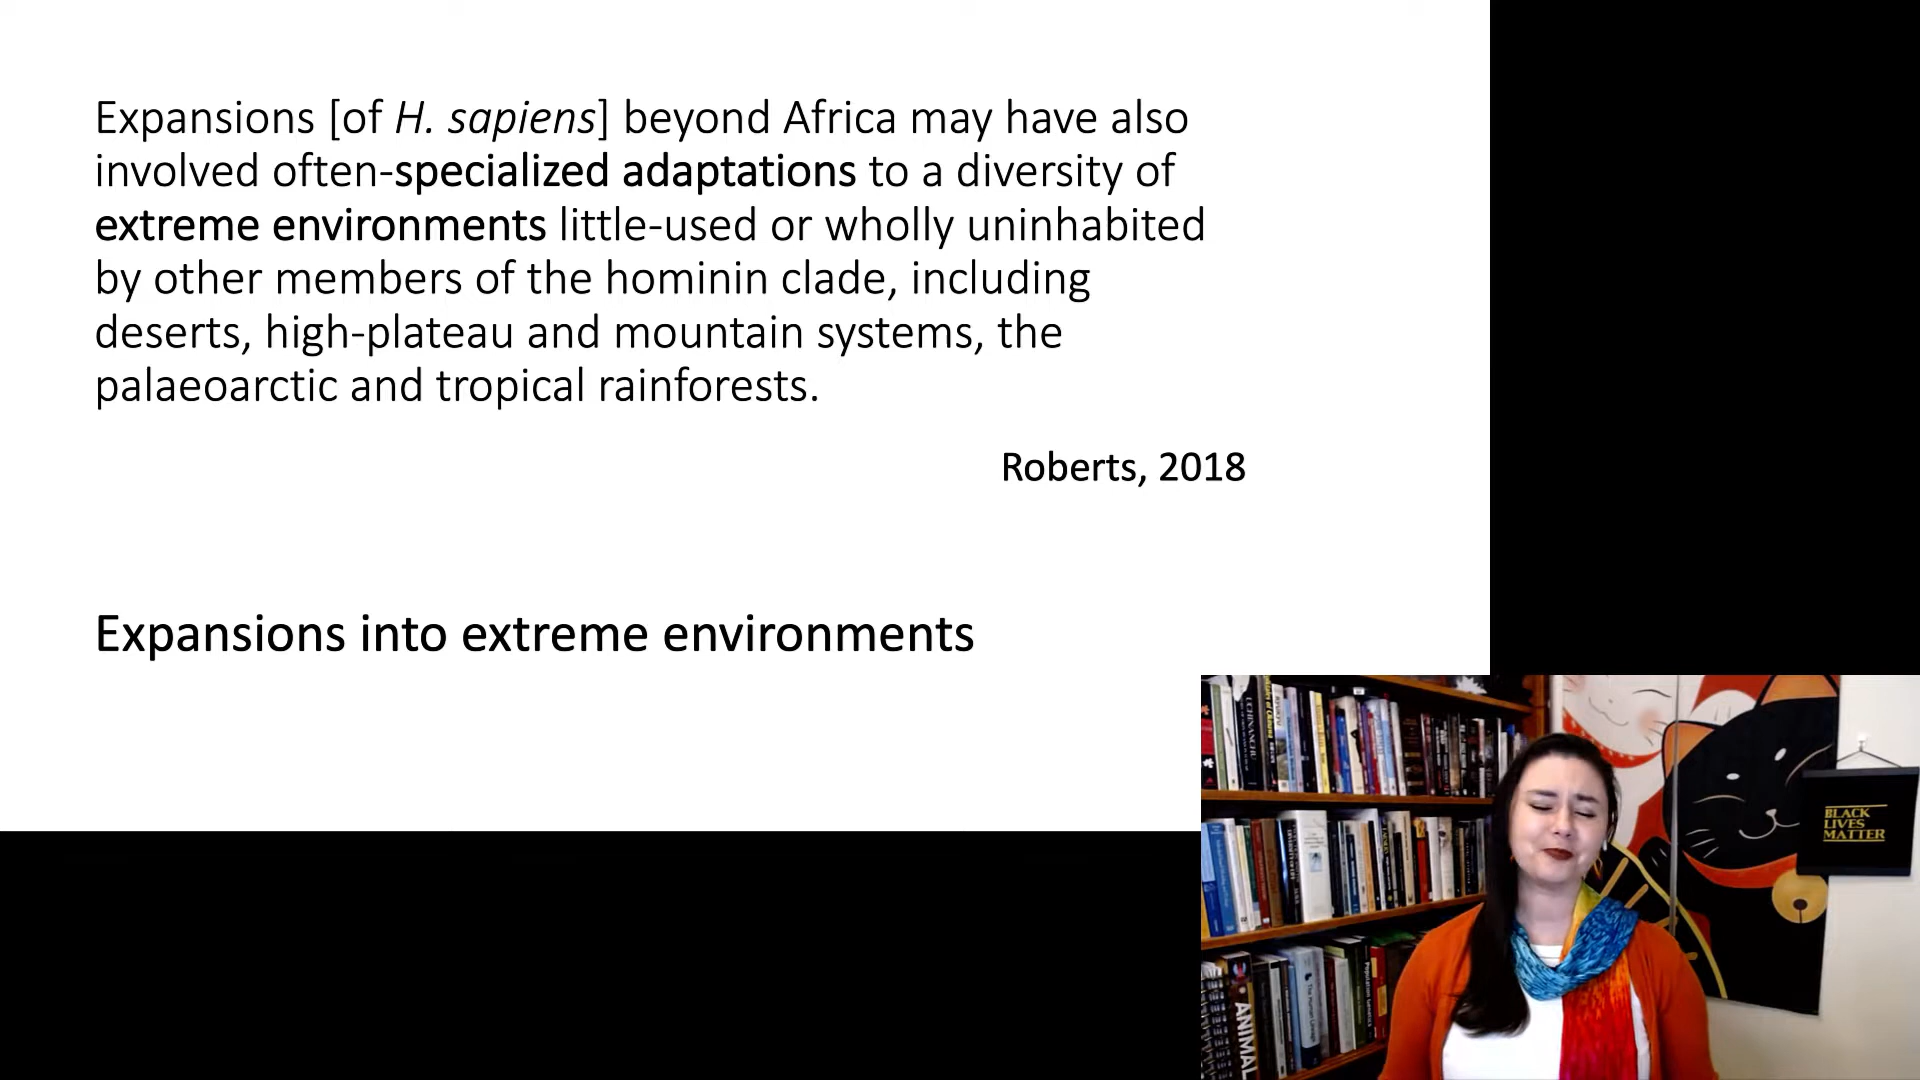 Expansions [of H. sapiens] beyond Africa may have also
involved often-specialized adaptations to a diversity of
extreme environments little-used or wholly uninhabited
by other members of the hominin clade, including
deserts, high-plateau and mountain systems, the
palaeoarctic and tropical rainforests.
Roberts, 2018
Expansions into extreme environments
BLACK
LIVES
MATTER
ANIMAL